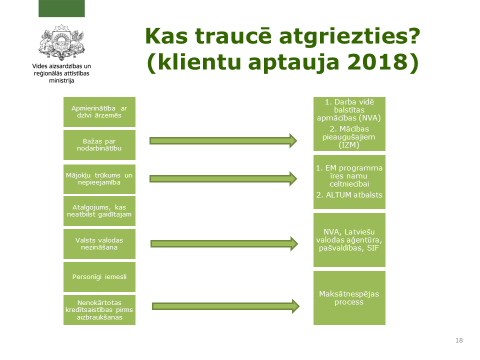 Kas traucē atgriezties?
(klientu aptauja 2018)
Vides aizsardzības un
reģionālās attīstības
ministrija
Apmierinātība ar
dzīvi ārzemēs
Bažas par
nodarbinātību
Mājokļu trūkums un
nepieejamība
Atalgojums, kas
neatbilst gaidītajam
Valsts valodas
nezināšana
Personīgi iemesli
Nenokārtotas
kredītsaistības pirms
aizbraukšanas
1. Darba vidē
balstītas
apmācības (NVA)
2. Mācības
pieaugušajiem
(IZM)
1. EM programma
īres namu
celtniecībai
2. ALTUM atbalsts
NVA, Latviešu
valodas aģentūra,
pašvaldības, SIF
Maksātnespējas
process
18